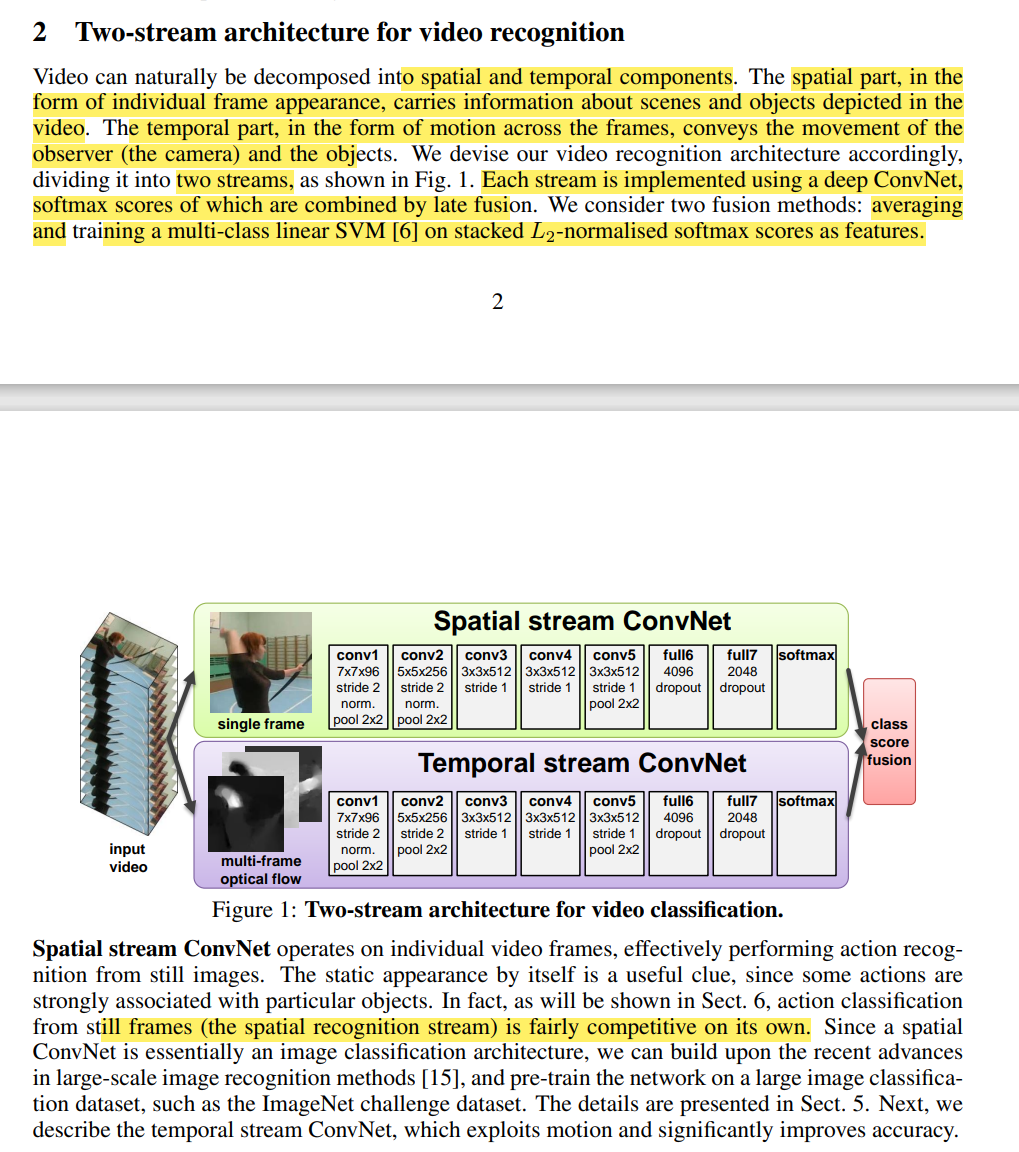 2 Two-stream architecture for video recognition
Video can naturally be decomposed into spatial and temporal components. The spatial part, in the
form of individual frame appearance, carries information about scenes and objects depicted in the
video. The temporal part, in the form of motion across the frames, conveys the movement of the
observer (the camera) and the objects. We devise our video recognition architecture accordingly,
dividing it into two streams, as shown in Fig. 1. Each stream is implemented using a deep ConvNet,
softmax scores of which are combined by late fusion. We consider two fusion methods: averaging
and training a multi-class linear SVM [6] on stacked L2-normalised softmax scores as features.
2
input
video
Spatial stream ConvNet
single frame
conv1
7x7x96
stride 2
norm.
pool 2x2
conv2
5x5x256
stride 2
norm.
pool 2x2
conv3
3x3x512
stride 1
conv4
3x3x512
stride 1
conv5
3x3x512
stride 1
pool 2x2
full6
4096
dropout
full7
2048
dropout
softmax
Temporal stream ConvNet
multi-frame
optical flow
conv1
7x7x96
stride 2
norm.
pool 2x2
conv2
5x5x256
stride 2
pool 2x2
conv3
3x3x512
stride 1
conv4
3x3x512
stride 1
conv5
3x3x512
stride 1
pool 2x2
full6
4096
dropout
full7
2048
dropout
softmax
class
score
fusion
Figure 1: Two-stream architecture for video classification.
Spatial stream ConvNet operates on individual video frames, effectively performing action recog-
nition from still images. The static appearance by itself is a useful clue, since some actions are
strongly associated with particular objects. In fact, as will be shown in Sect. 6, action classification
from still frames (the spatial recognition stream) is fairly competitive on its own. Since a spatial
ConvNet is essentially an image classification architecture, we can build upon the recent advances
in large-scale image recognition methods [15], and pre-train the network on a large image classifica-
tion dataset, such as the ImageNet challenge dataset. The details are presented in Sect. 5. Next, we
describe the temporal stream ConvNet, which exploits motion and significantly improves accuracy.